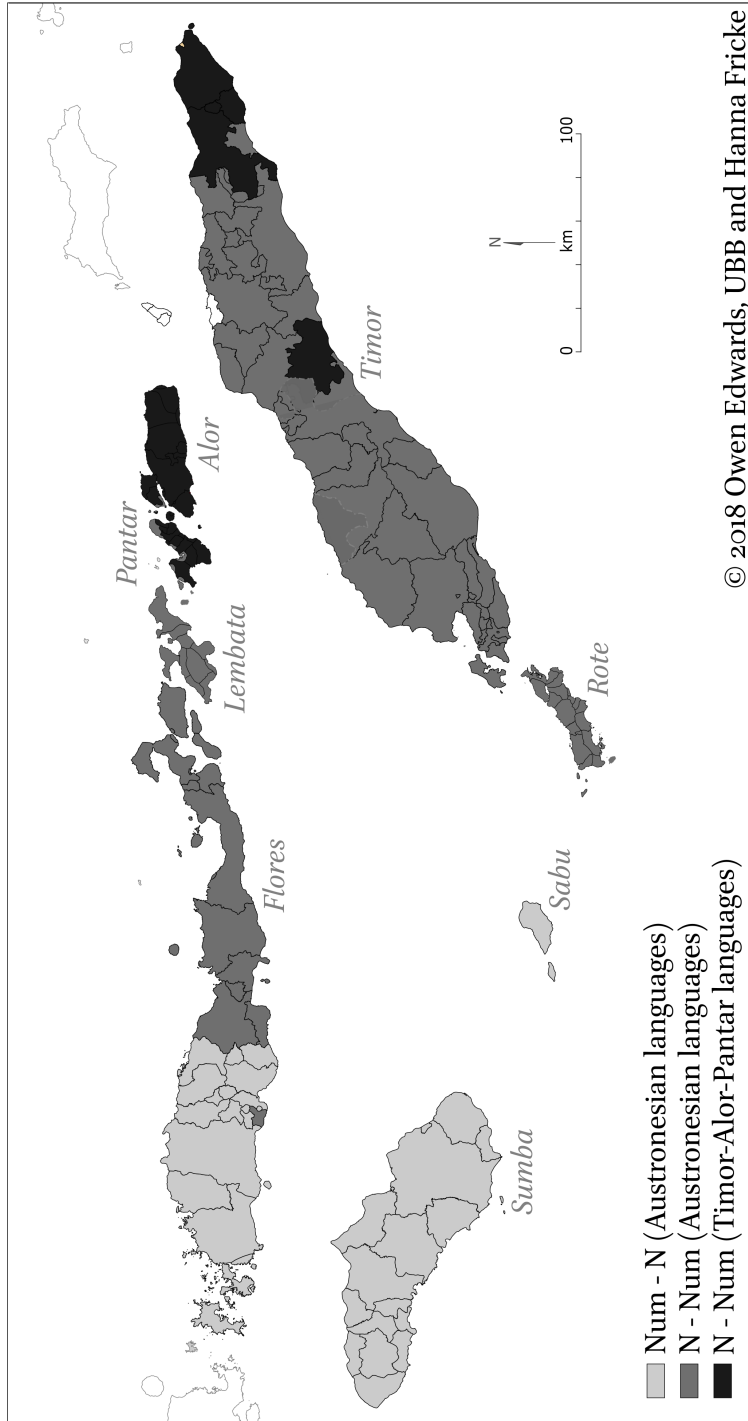 Pantar
Alor
Lembata
Flores
Timor
Rote
Sabu
Sumba
N
0
km
100
Num - N (Austronesian languages)
N - Num (Austronesian languages)
N - Num (Timor-Alor-Pantar languages)
© 2018 Owen Edwards, UBB and Hanna Fricke